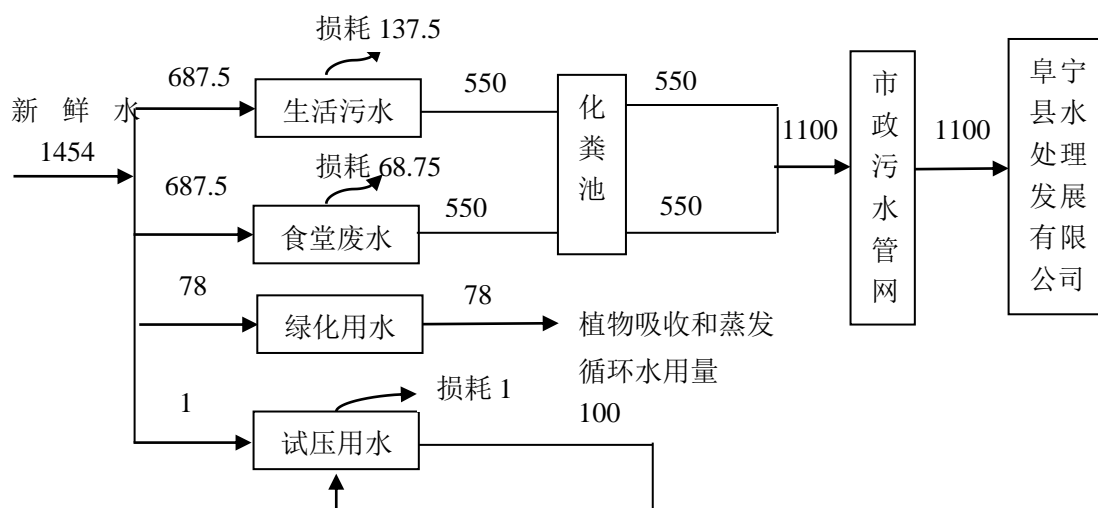 损耗 137.5
687.5
生活污水
550
化粪池
550
新鲜水
1454
1100
市政污水管网
1100
阜宁县水处理发展有限公司
损耗 68.75
687.5
食堂废水
550
550
78
绿化用水
78
植物吸收和蒸发
循环水用量
100
损耗 1
1
试压用水